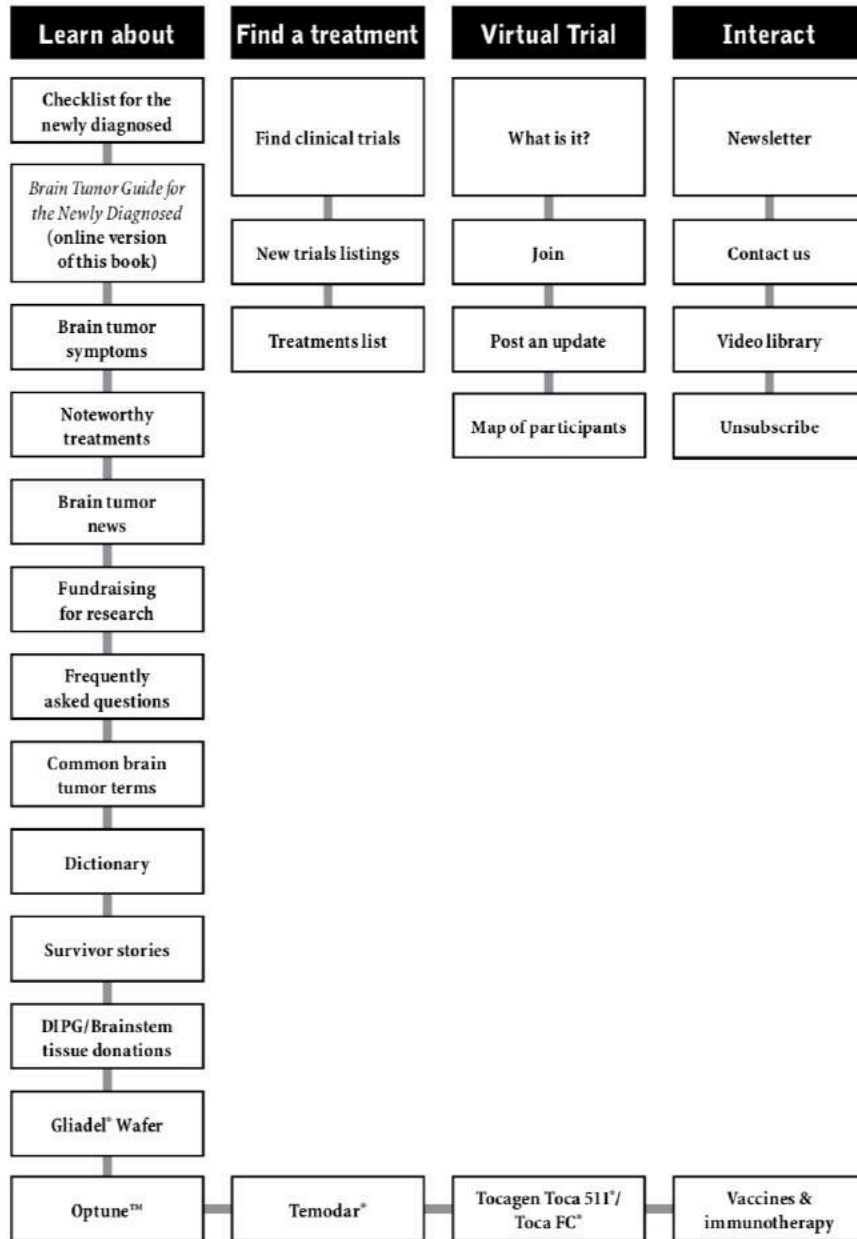 Learn about
Checklist for the
newly diagnosed
Brain Tumor Guide for
the Newly Diagnosed
(online version
of this book)
Brain tumor
symptoms
Noteworthy
treatments
Brain tumor
news
Fundraising
for research
Frequently
asked questions
Common brain
tumor terms
Dictionary
Survivor stories
DIPG/Brainstem
tissue donations
Gliadel® Wafer
Optune™
Temodar®
Tocagen Toca 511®/
Toca FC®
Vaccines &
immunotherapy
Find a treatment
Find clinical trials
New trials listings
Treatments list
Virtual Trial
What is it?
Join
Post an update
Map of participants
Interact
Newsletter
Contact us
Video library
Unsubscribe